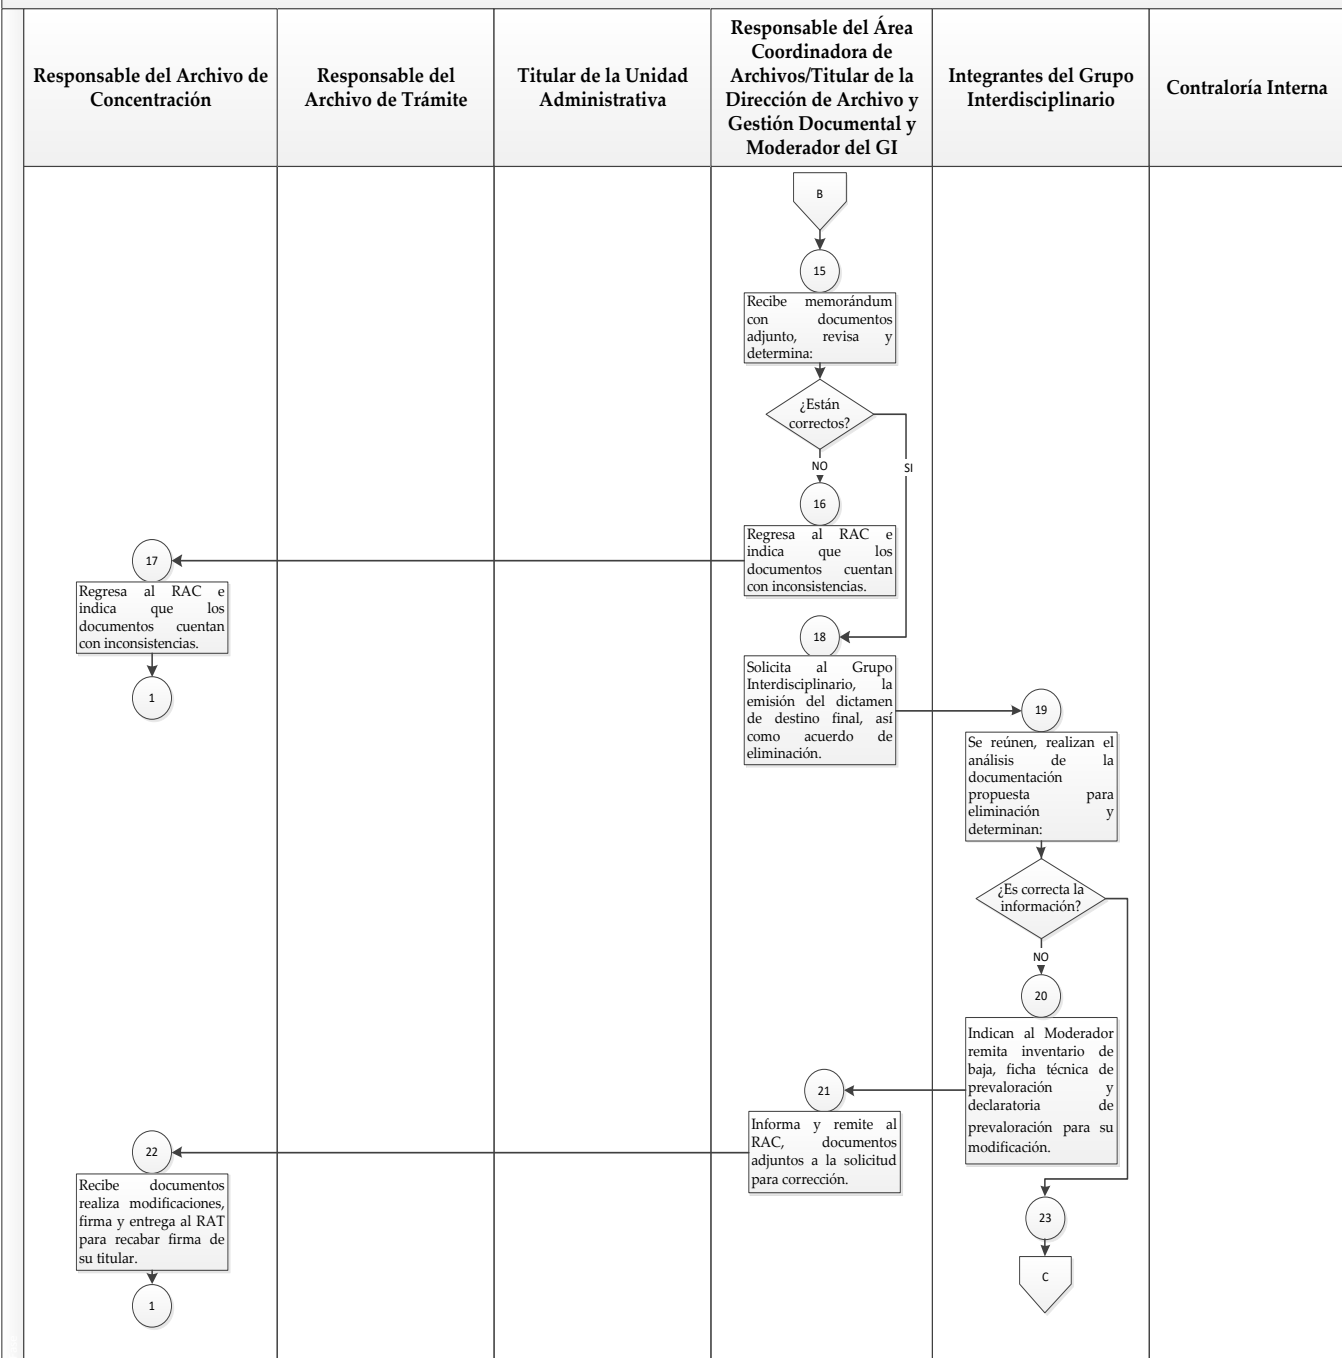 Responsable del Archivo de
Concentración
Responsable del
Archivo de Trámite
Titular de la Unidad
Administrativa
Responsable del Área
Coordinadora de
Archivos/Titular de la
Dirección de Archivo y
Gestión Documental y
Moderador del GI
Integrantes del Grupo
Interdisciplinario
Contraloría Interna
B
15
Recibe memorándum
con documentos
adjunto, revisa y
determina:
¿Están
correctos?
NO
SI
16
Regresa al RAC e
indica que los
documentos cuentan
con inconsistencias.
17
Regresa al RAC e
indica que los
documentos cuentan
con inconsistencias.
1
18
Solicita al Grupo
Interdisciplinario, la
emisión del dictamen
de destino final, así
como acuerdo de
eliminación.
19
Se reúnen, realizan el
análisis de la
documentación
propuesta para
eliminación y
determinan:
¿Es correcta la
información?
NO
20
Indican al Moderador
remita inventario de
baja, ficha técnica de
prevaloración y
declaratoria de
prevaloración para su
modificación.
21
Informa y remite al
RAC, documentos
adjuntos a la solicitud
para corrección.
22
Recibe documentos
realiza modificaciones,
firma y entrega al RAT
para recabar firma de
su titular.
1
23
C